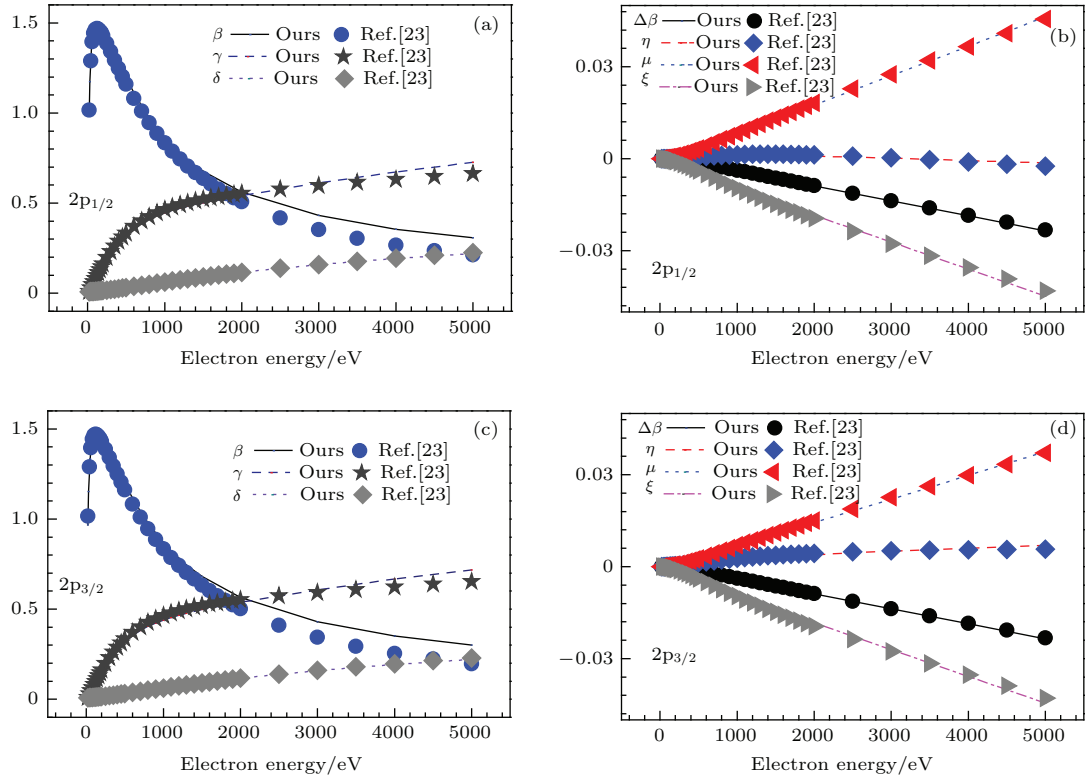 (a)
β Ours Ref.[23]
γ Ours Ref.[23]
δ Ours Ref.[23]
1.5
1.0
0.5
0
2p1/2
0 1000 2000 3000 4000 5000
Electron energy/eV
(b)
Δβ Ours Ref.[23]
η Ours Ref.[23]
μ Ours Ref.[23]
ξ Ours Ref.[23]
0.03
0
−0.03
2p1/2
0 1000 2000 3000 4000 5000
Electron energy/eV
(c)
β Ours Ref.[23]
γ Ours Ref.[23]
δ Ours Ref.[23]
1.5
1.0
0.5
0
2p3/2
0 1000 2000 3000 4000 5000
Electron energy/eV
(d)
Δβ Ours Ref.[23]
η Ours Ref.[23]
μ Ours Ref.[23]
ξ Ours Ref.[23]
0.03
0
−0.03
2p3/2
0 1000 2000 3000 4000 5000
Electron energy/eV